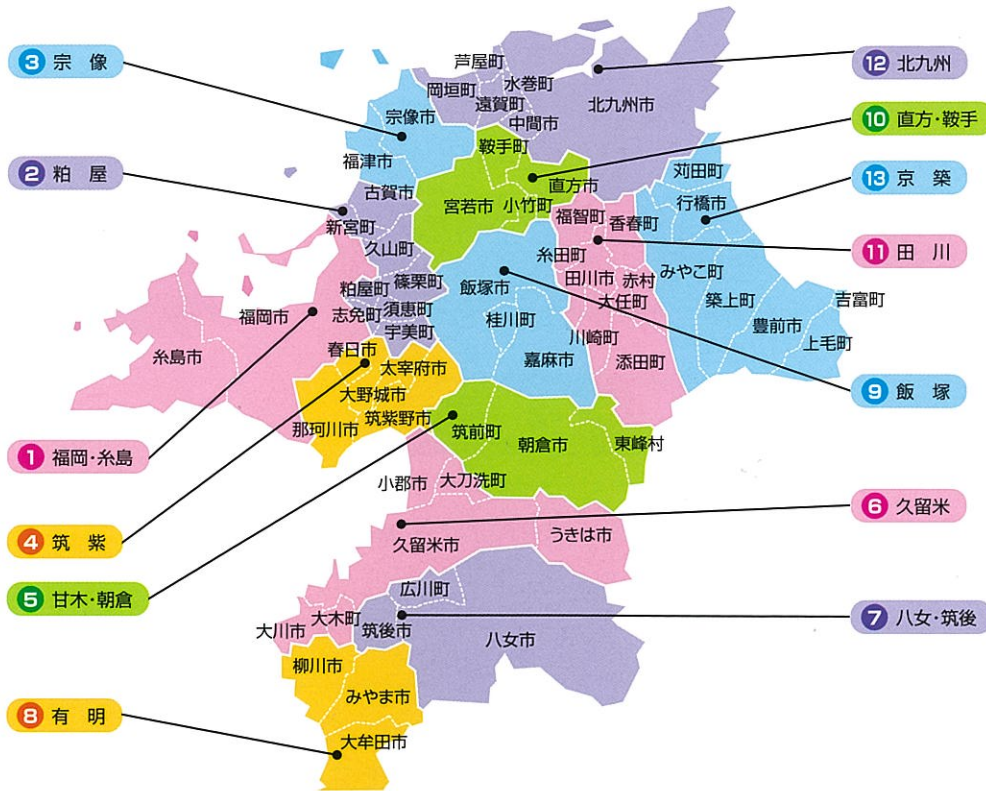 3 宗像
芦屋町
12 北九州
水巻町
岡垣町
遠賀町
北九州市
宗像市
中間市
10 直方・鞍手
鞍手町
福津市
2 粕屋
苅田町
13 京築
直方市
古賀市
宮若市
小竹町
行橋市
福智町
香春町
新宮町
久山町
糸田町
11 田川
みやこ町
篠栗町
田川市
赤村
粕屋町
飯塚市
大任町
築上町
吉富町
福岡市
志免町
須恵町
桂川町
豊前市
宇美町
川崎町
上毛町
糸島市
春日市
太宰府市
嘉麻市
添田町
大野城市
9 飯塚
筑紫野市
那珂川市
筑前町
朝倉市
東峰村
1 福岡・糸島
小郡市
大刀洗町
6 久留米
4 筑紫
久留米市
うきは市
5 甘木・朝倉
広川町
大木町
7 八女・筑後
大川市
筑後市
八女市
柳川市
みやま市
8 有明
大牟田市